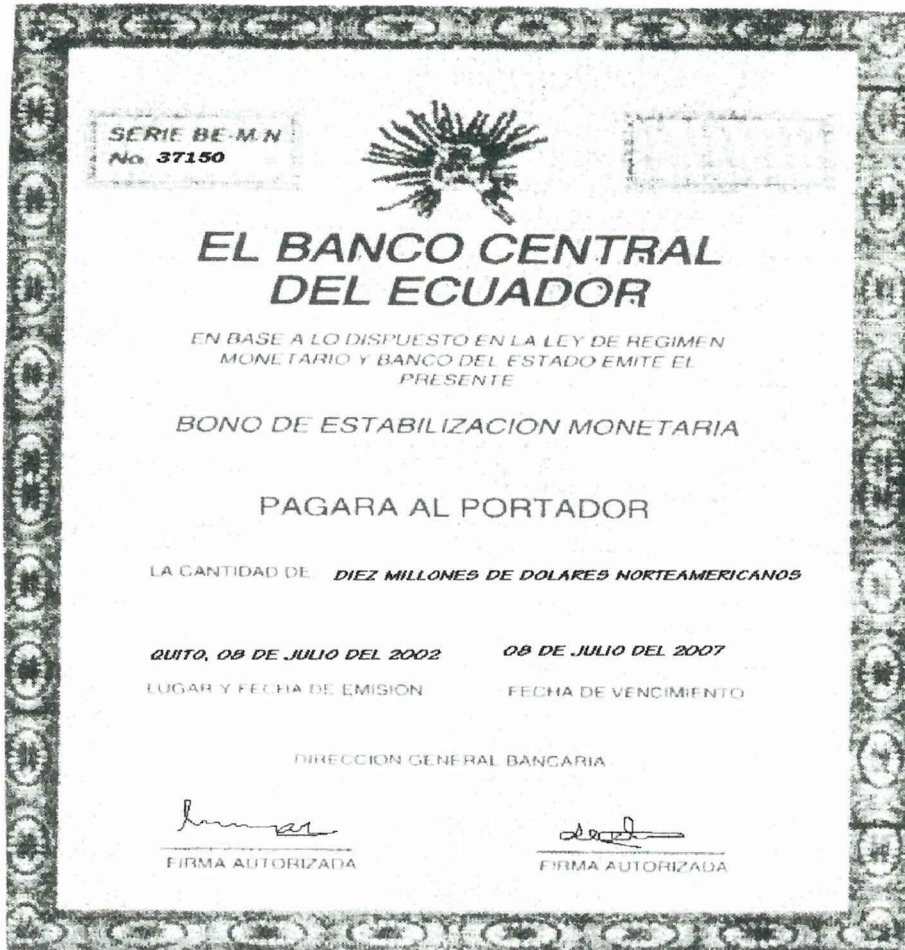 SERIE BE-M.N
No 37150
EL BANCO CENTRAL
DEL ECUADOR
EN BASE A LO DISPUESTO EN LA LEY DE REGIMEN
MONETARIO Y BANCO DEL ESTADO EMITE EL
PRESENTE
BONO DE ESTABILIZACION MONETARIA
PAGARA AL PORTADOR
LA CANTIDAD DE DIEZ MILLONES DE DOLARES NORTEAMERICANOS
QUITO, 08 DE JULIO DEL 2002 08 DE JULIO DEL 2007
LUGAR Y FECHA DE EMISION FECHA DE VENCIMIENTO
DIRECCION GENERAL BANCARIA
FIRMA AUTORIZADA FIRMA AUTORIZADA